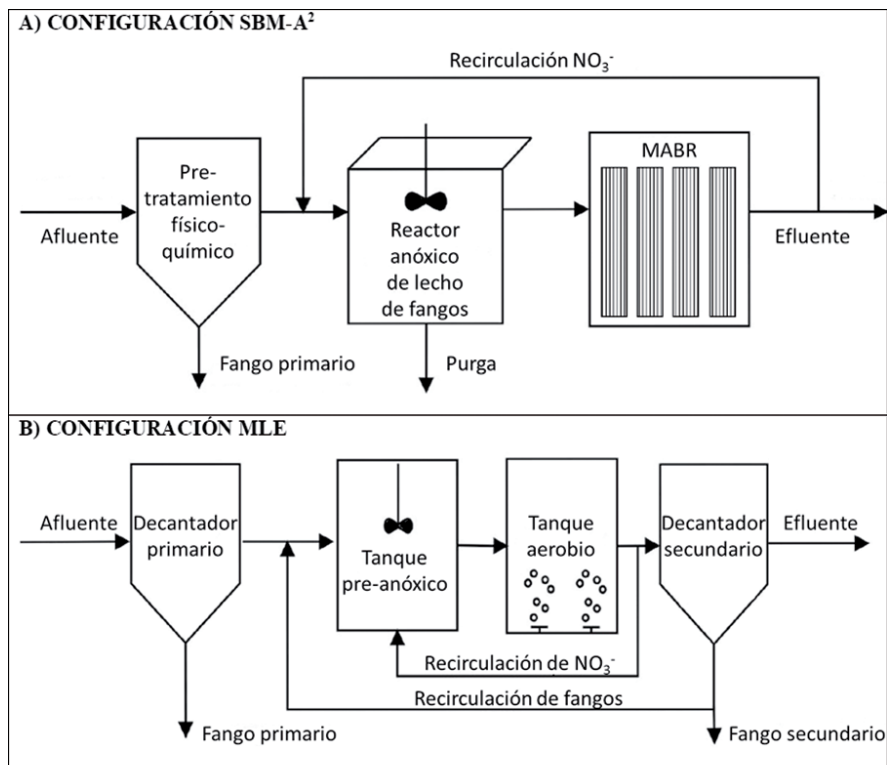 A) CONFIGURACIÓN SBM-A²
Recirculación NO₃⁻
MABR
Pre-
tratamiento
físico-
químico
Afluente
Reactor
anóxico
de lecho
de fangos
Efluente
Fango primario
Purga
B) CONFIGURACIÓN MLE
Afluente
Decantador
primario
Tanque
pre-anóxico
Tanque
aerobio
Decantador
secundario
Efluente
Recirculación de NO₃⁻
Recirculación de fangos
Fango primario
Fango secundario